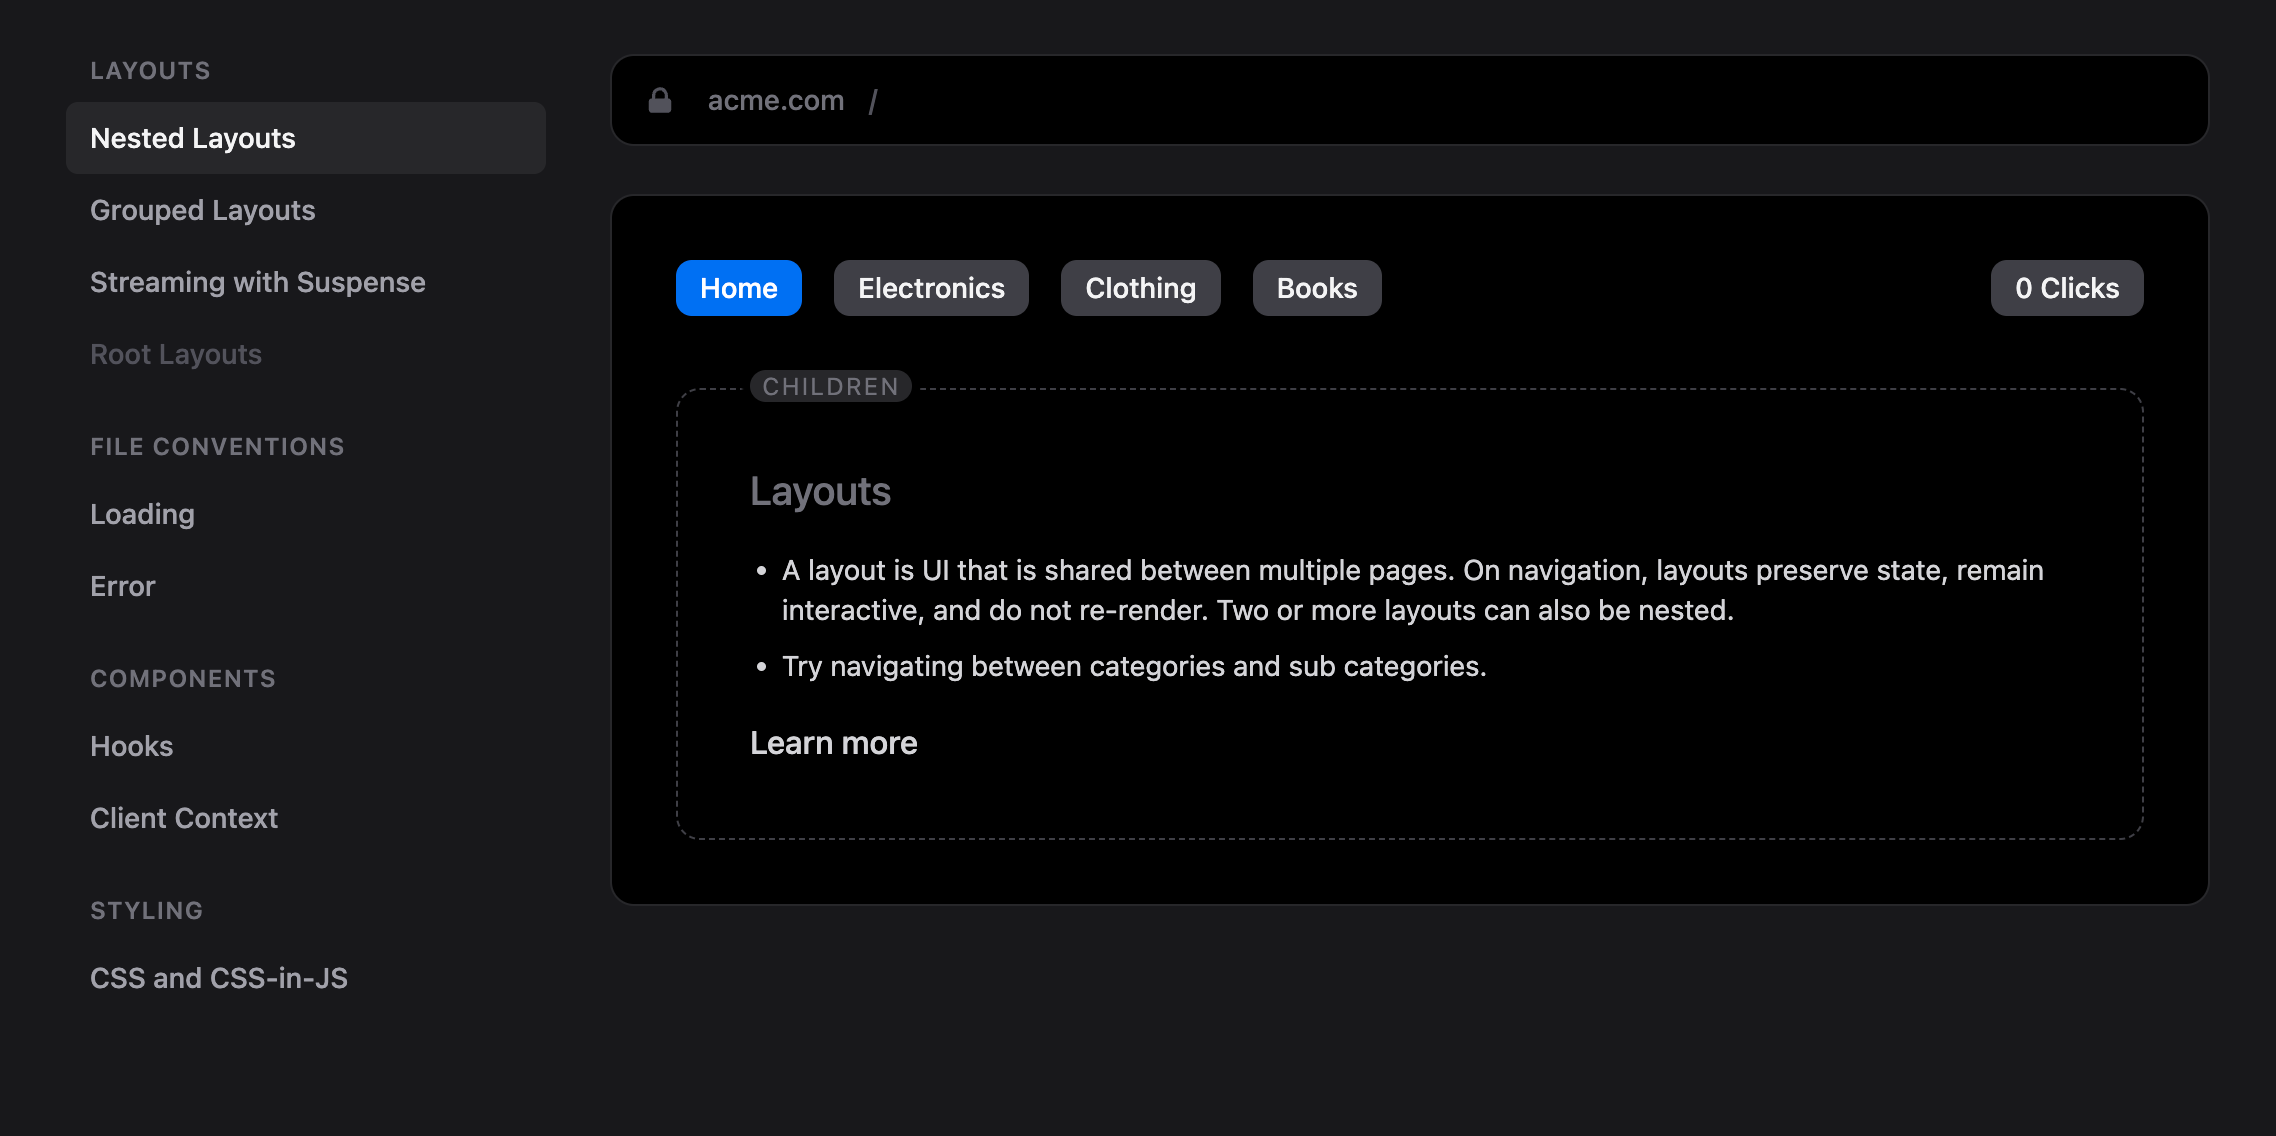 LAYOUTS
Nested Layouts
Grouped Layouts
Streaming with Suspense
Root Layouts
FILE CONVENTIONS
Loading
Error
COMPONENTS
Hooks
Client Context
STYLING
CSS and CSS-in-JS
acme.com /
Home Electronics Clothing Books 0 Clicks
CHILDREN
Layouts
• A layout is UI that is shared between multiple pages. On navigation, layouts preserve state, remain
interactive, and do not re-render. Two or more layouts can also be nested.
• Try navigating between categories and sub categories.
Learn more